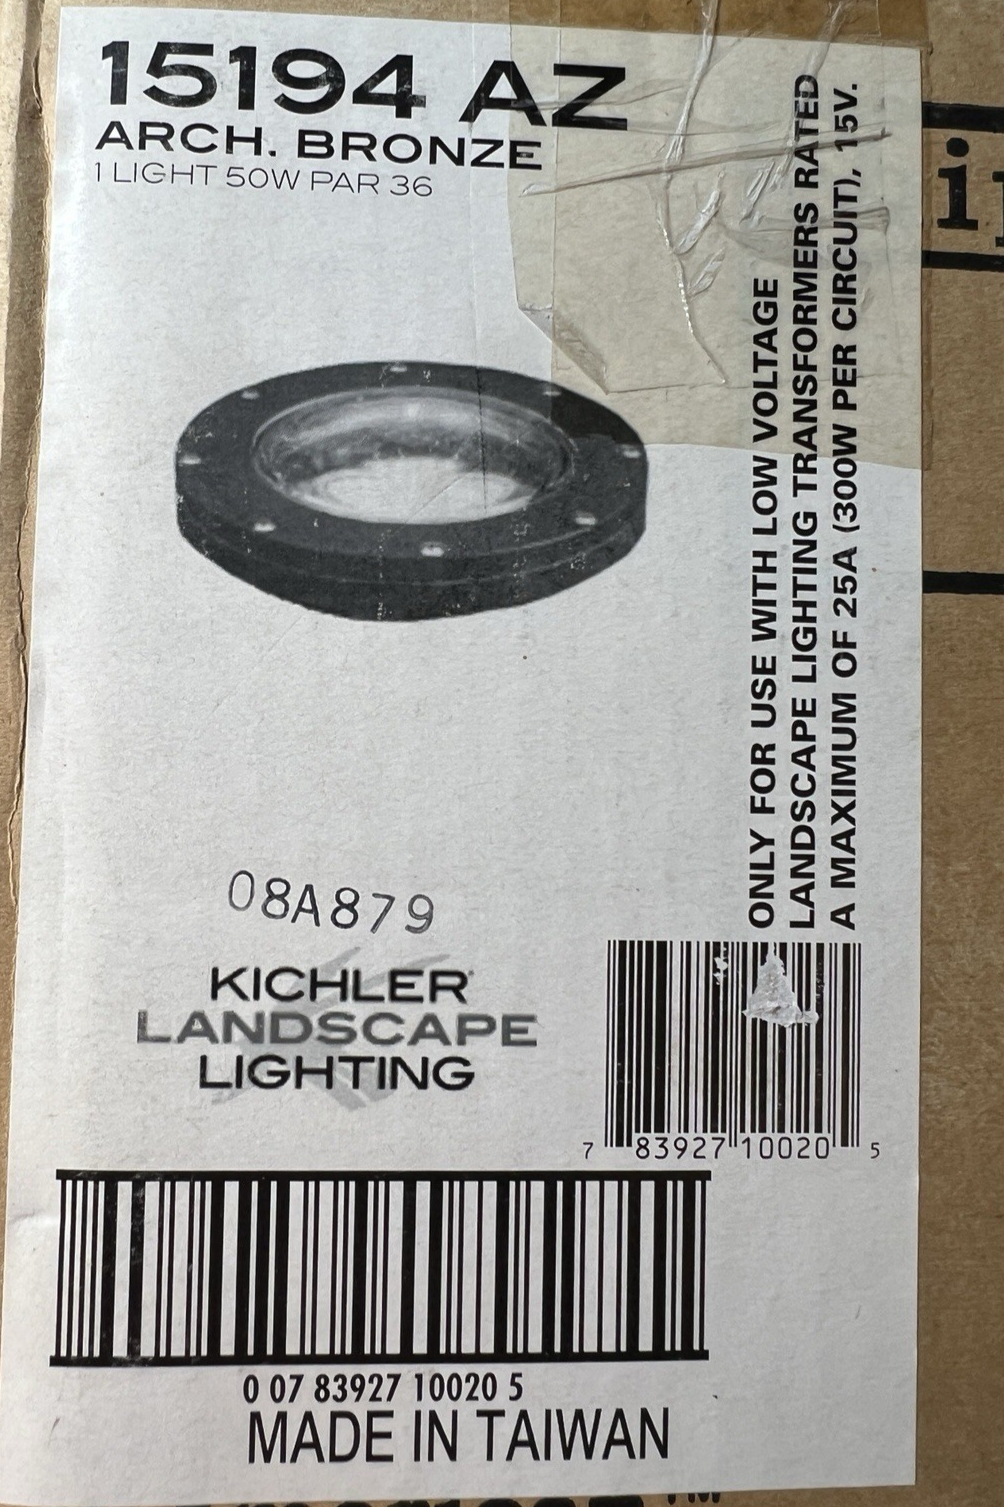 15194 AZ
ARCH. BRONZE
1 LIGHT 50W PAR 36
ONLY FOR USE WITH LOW VOLTAGE
LANDSCAPE LIGHTING TRANSFORMERS RATED
A MAXIMUM OF 25A (300W PER CIRCUIT), 15V.
08A879
KICHLER®
LANDSCAPE
LIGHTING
7 83927 10020 5
0 07 83927 10020 5
MADE IN TAIWAN